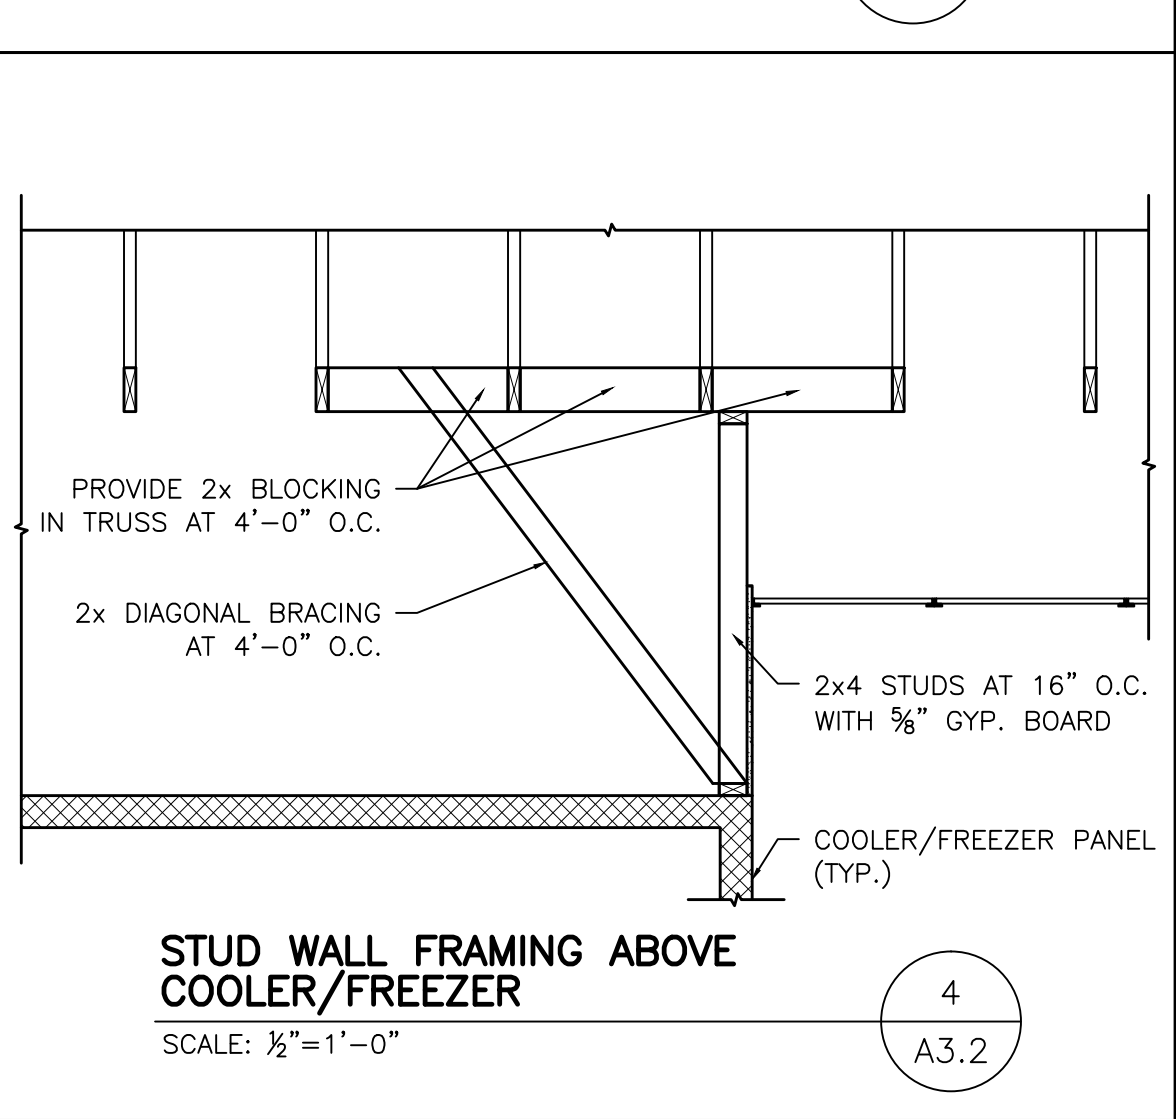 PROVIDE 2x BLOCKING
IN TRUSS AT 4'-0" O.C.
2x DIAGONAL BRACING
AT 4'-0" O.C.
2x4 STUDS AT 16" O.C.
WITH ⅝" GYP. BOARD
COOLER/FREEZER PANEL
(TYP.)
STUD WALL FRAMING ABOVE
COOLER/FREEZER
SCALE: ½"=1'-0"
4
A3.2